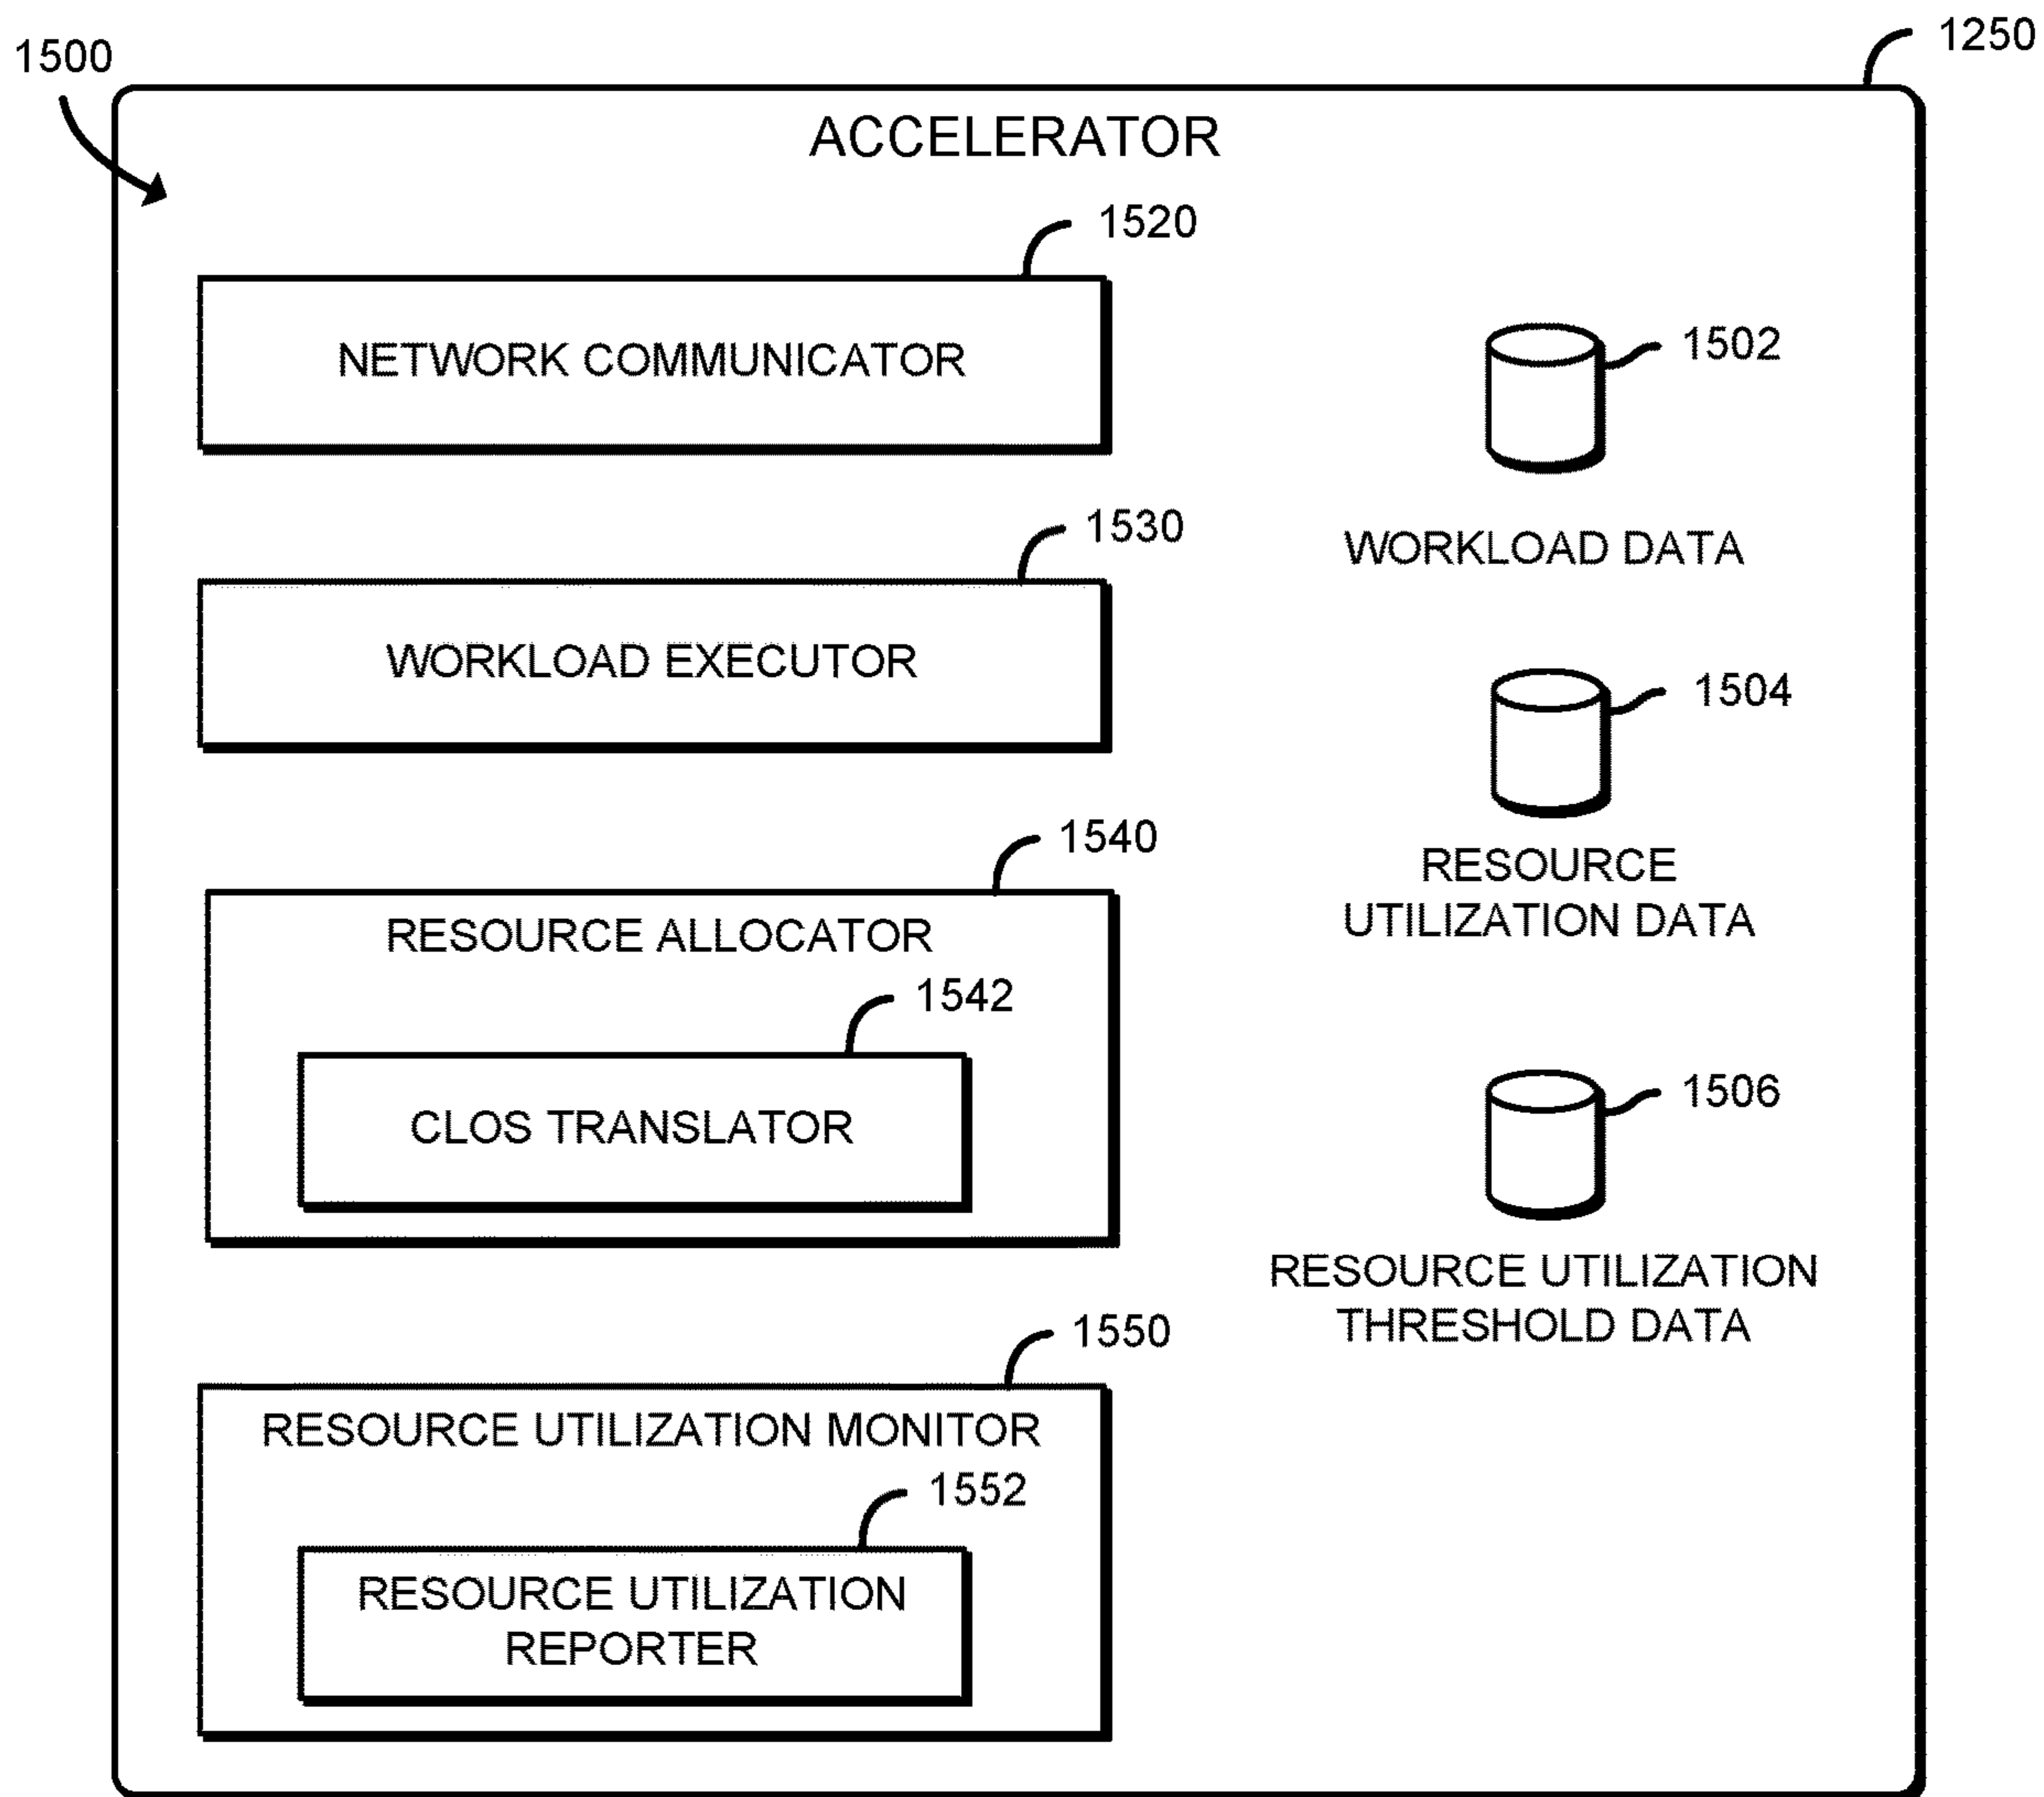 1500
1250
ACCELERATOR
1520
NETWORK COMMUNICATOR
1502
WORKLOAD DATA
1530
WORKLOAD EXECUTOR
1504
RESOURCE
UTILIZATION DATA
1540
RESOURCE ALLOCATOR
1542
CLOS TRANSLATOR
1506
RESOURCE UTILIZATION
THRESHOLD DATA
1550
RESOURCE UTILIZATION MONITOR
1552
RESOURCE UTILIZATION
REPORTER